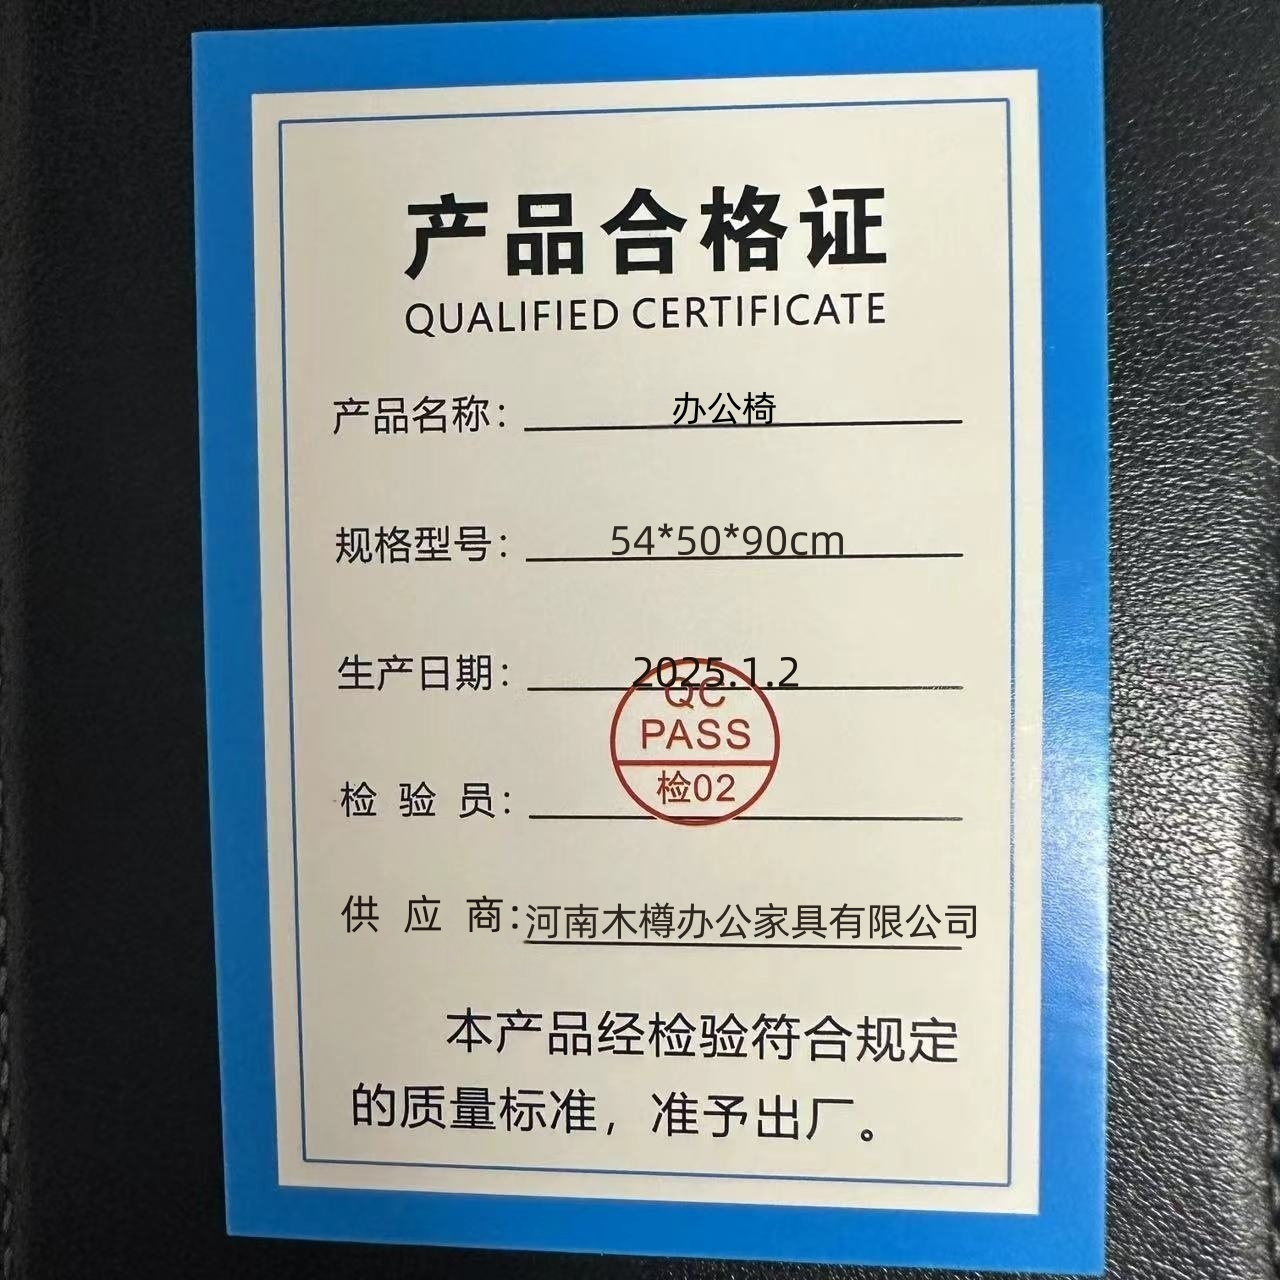 产品合格证
QUALIFIED CERTIFICATE
产品名称：办公椅
规格型号：54*50*90cm
生产日期：2025.1.2
QC
PASS
检02
检验员：
供应商：河南木樽办公家具有限公司
本产品经检验符合规定
的质量标准，准予出厂。